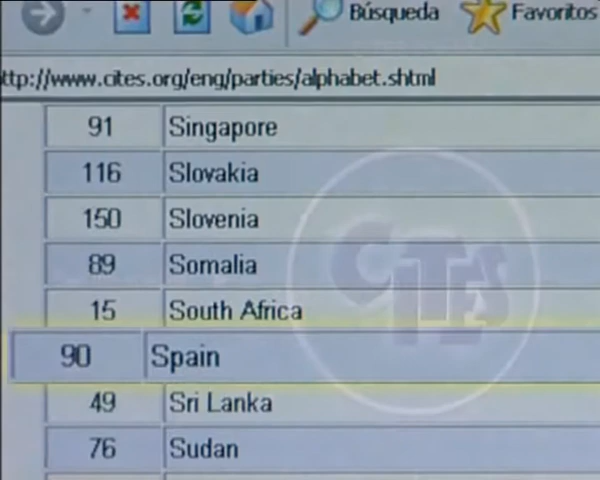 Búsqueda Favoritos
ttp://www.cites.org/eng/parties/alphabet.shtml
91 Singapore
116 Slovakia
150 Slovenia
89 Somalia
15 South Africa
90 Spain
49 Sri Lanka
76 Sudan
CITES